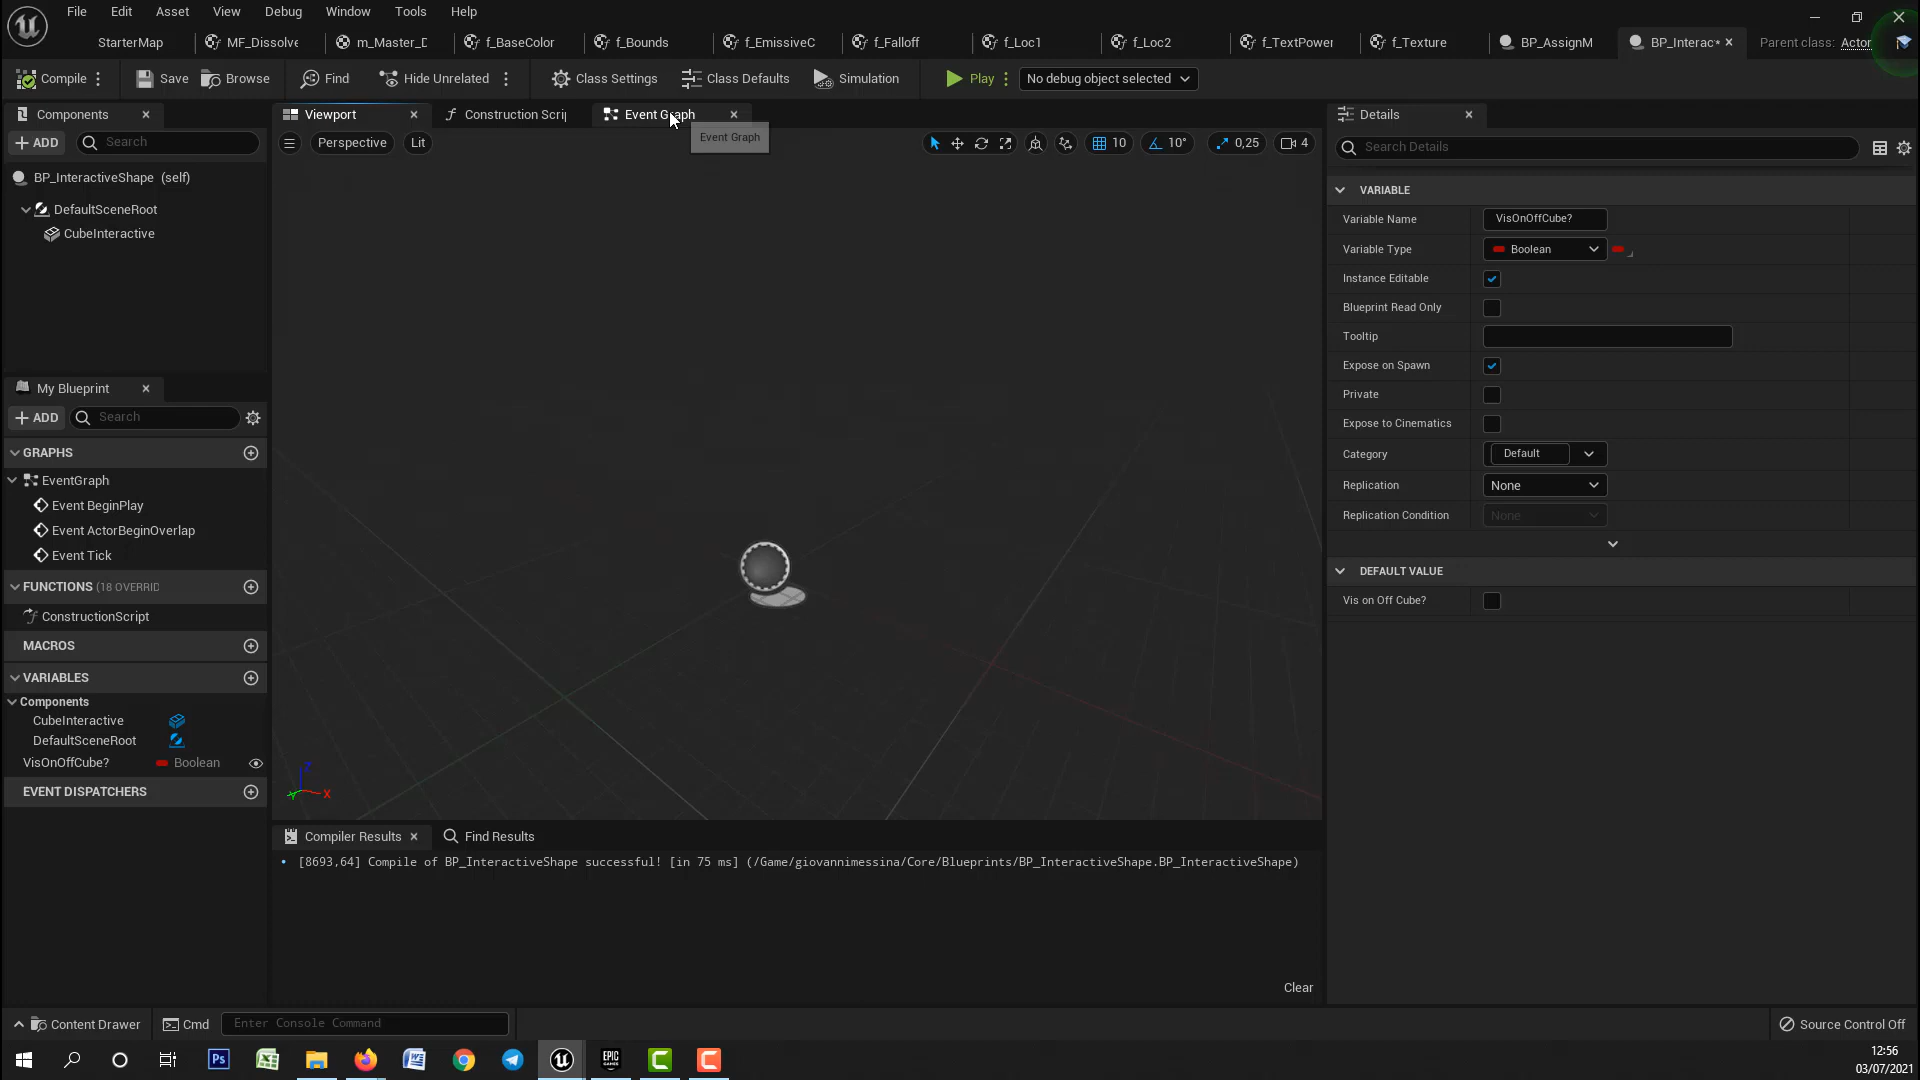 File Edit Asset View Debug Window Tools Help
StarterMap MF_Dissolve m_Master_D f_BaseColor f_Bounds f_EmissiveC f_Falloff f_Loc1 f_Loc2 f_TextPower f_Texture BP_AssignM BP_Interac* Parent class: Actor
Compile Save Browse Find Hide Unrelated Class Settings Class Defaults Simulation Play No debug object selected
Components
ADD Search
BP_InteractiveShape (self)
DefaultSceneRoot
CubeInteractive
My Blueprint
ADD Search
GRAPHS
EventGraph
Event BeginPlay
Event ActorBeginOverlap
Event Tick
FUNCTIONS (18 OVERRID
ConstructionScript
MACROS
VARIABLES
Components
CubeInteractive
DefaultSceneRoot
VisOnOffCube? Boolean
EVENT DISPATCHERS
Viewport Construction Scrip Event Graph
Event Graph
Perspective Lit 10 10° 0,25 4
Z
X
Compiler Results Find Results
[8693,64] Compile of BP_InteractiveShape successful! [in 75 ms] (/Game/giovannimessina/Core/Blueprints/BP_InteractiveShape.BP_InteractiveShape)
Clear
Details
Search Details
VARIABLE
Variable Name VisOnOffCube?
Variable Type Boolean
Instance Editable
Blueprint Read Only
Tooltip
Expose on Spawn
Private
Expose to Cinematics
Category Default
Replication None
Replication Condition None
DEFAULT VALUE
Vis on Off Cube?
Content Drawer Cmd Enter Console Command Source Control Off
Ps EPIC GAMES
12:56
03/07/2021